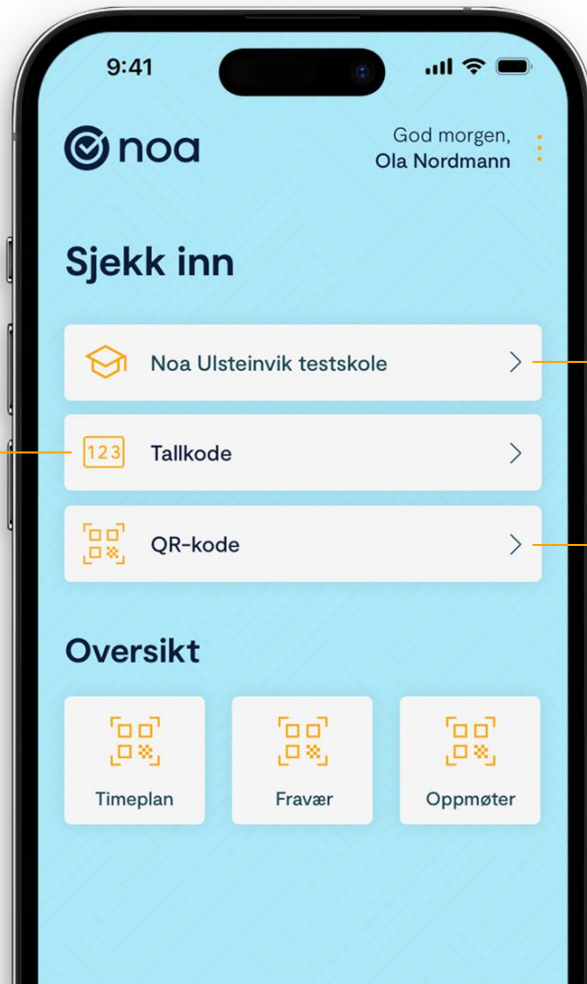 9:41
noa
God morgen,
Ola Nordmann
Sjekk inn
Noa Ulsteinvik testskole
123
Tallkode
QR-kode
Oversikt
Timeplan
Fravær
Oppmøter